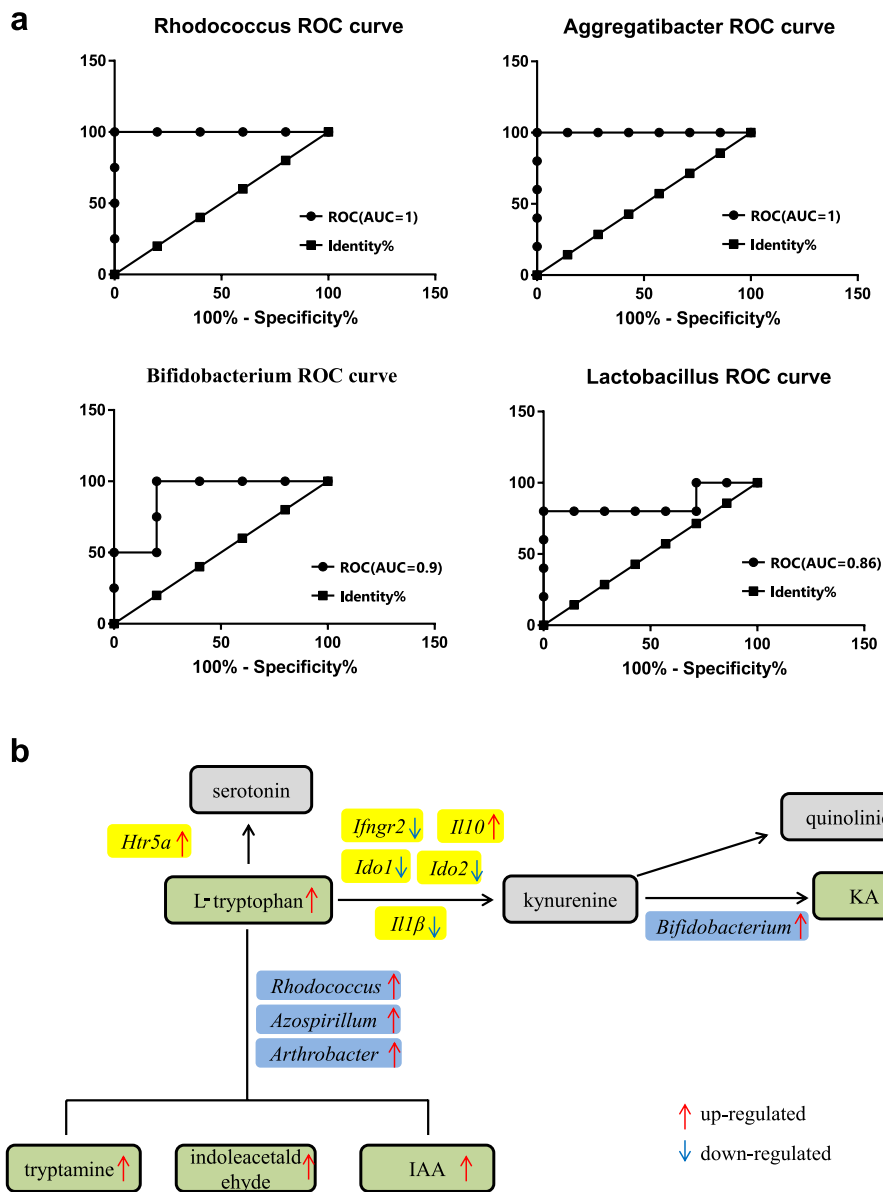 a
Rhodococcus ROC curve
150
100
50
0
0 50 100 150
100% - Specificity%
ROC(AUC=1)
Identity%
Aggregatibacter ROC curve
150
100
50
0
0 50 100 150
100% - Specificity%
ROC(AUC=1)
Identity%
Bifidobacterium ROC curve
150
100
50
0
0 50 100 150
100% - Specificity%
ROC(AUC=0.9)
Identity%
Lactobacillus ROC curve
150
100
50
0
0 50 100 150
100% - Specificity%
ROC(AUC=0.86)
Identity%
b
serotonin
Htr5a
Ifngr2
Il10
Ido1
Ido2
Il1β
L-tryptophan
kynurenine
quinolinic
KA
Bifidobacterium
Rhodococcus
Azospirillum
Arthrobacter
tryptamine
indoleacetald
ehyde
IAA
up-regulated
down-regulated